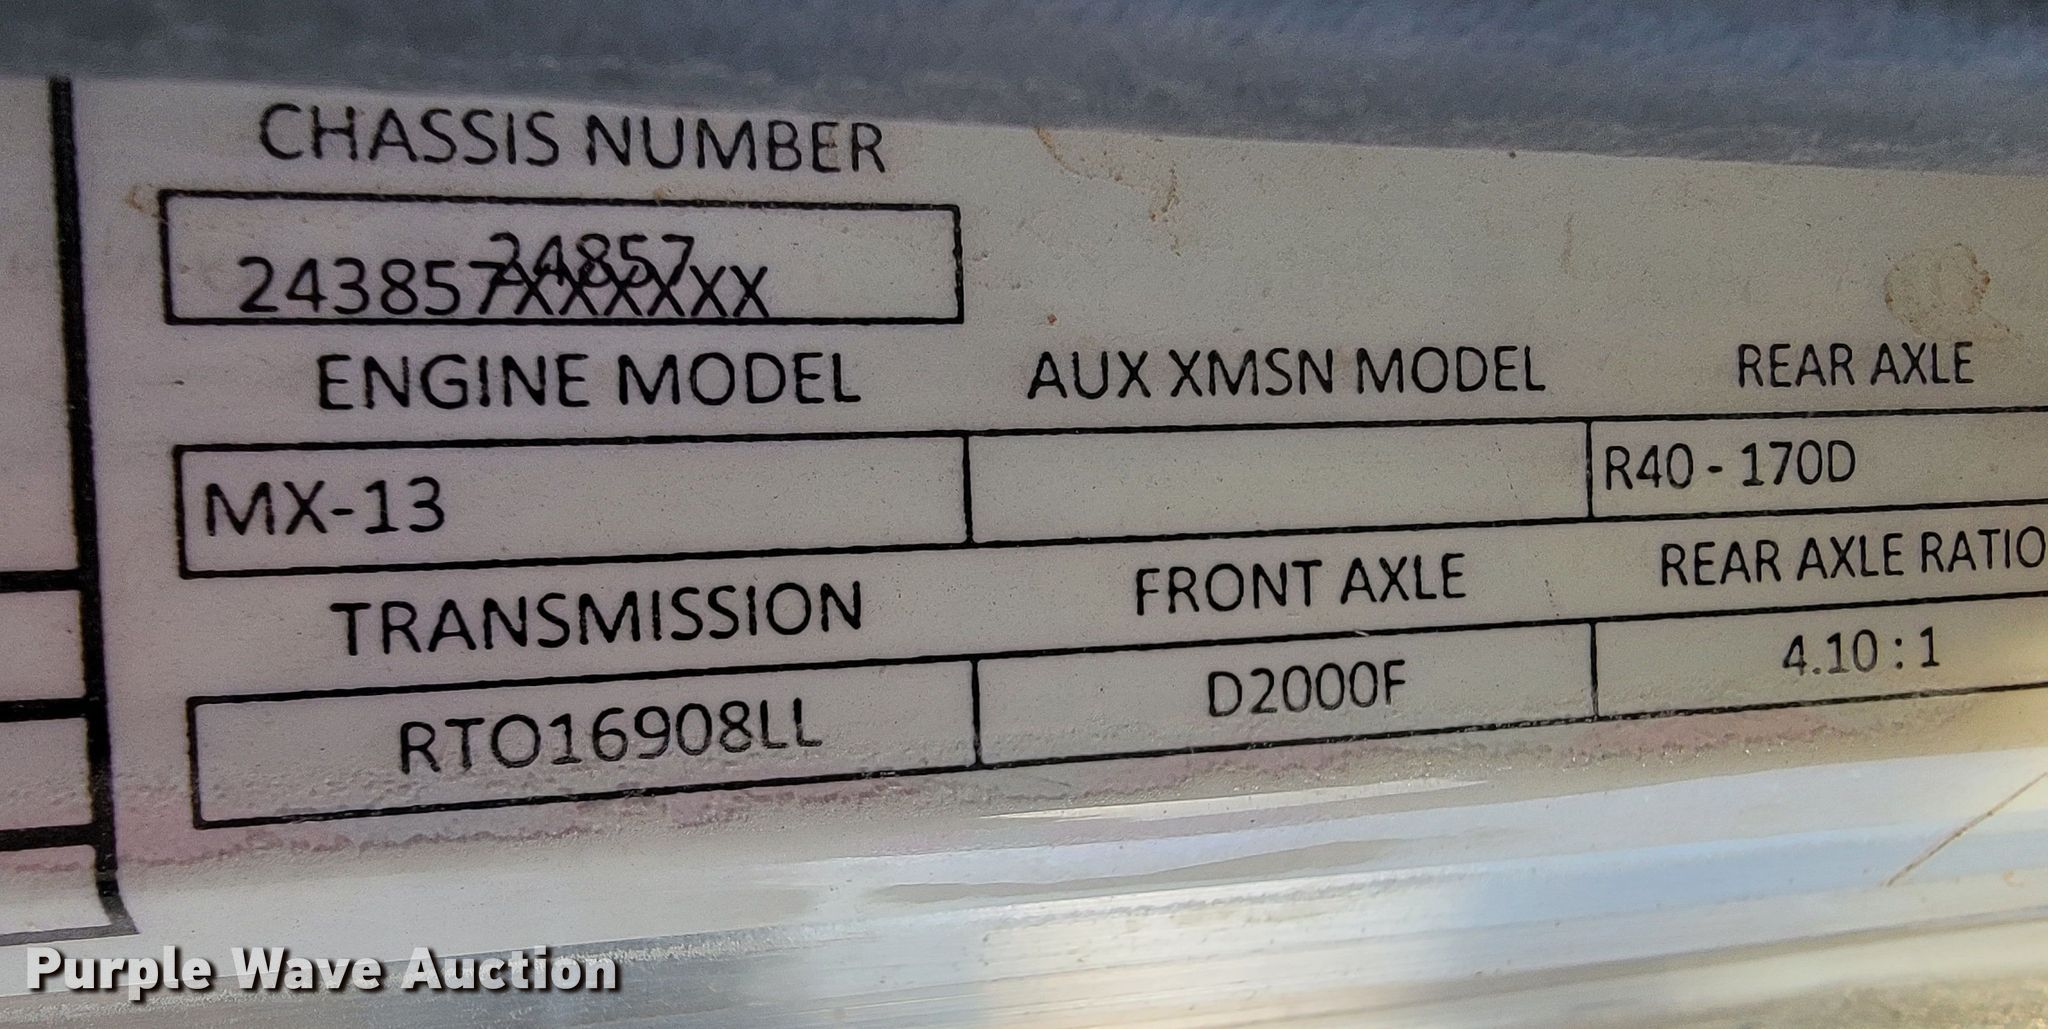 CHASSIS NUMBER
24857
243857XXXXXX
ENGINE MODEL AUX XMSN MODEL REAR AXLE
MX-13 R40 - 170D
TRANSMISSION FRONT AXLE REAR AXLE RATIO
RTO16908LL D2000F 4.10 : 1
Purple Wave Auction